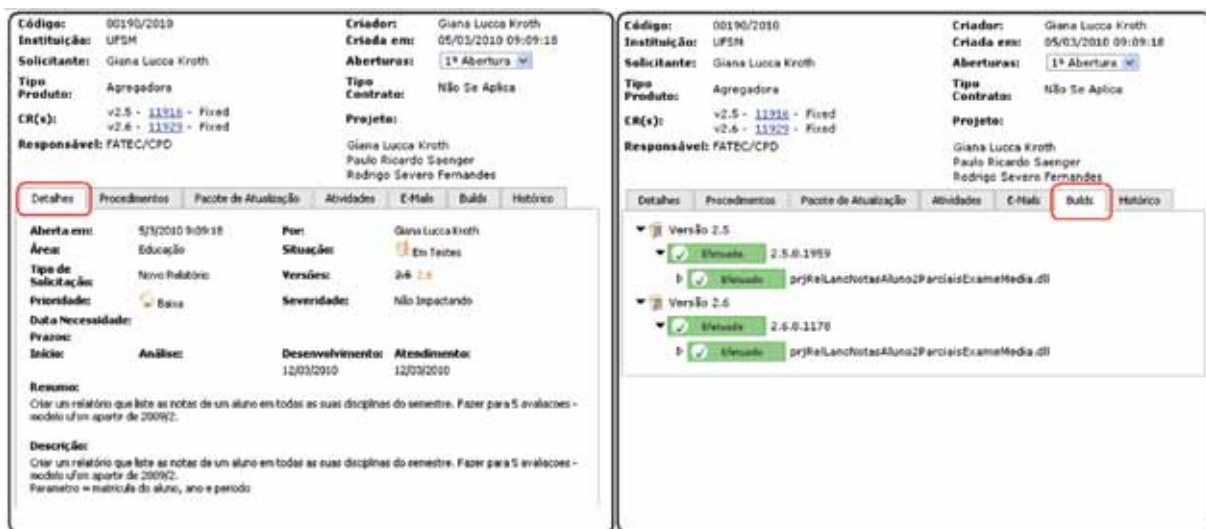 Código: 00190/2010 Criador: Giana Lucca Kroth
Instituição: UFSM Criada em: 05/03/2010 09:09:18
Solicitante: Giana Lucca Kroth Aberturas: 1ª Abertura
Tipo Produto: Agregadora Tipo Contrato: Não Se Aplica
CR(s): v2.5 - 11916 - Fixed Projeto:
v2.6 - 11929 - Fixed
Responsável: FATEC/CPD Giana Lucca Kroth
Paulo Ricardo Saenger
Rodrigo Severo Fernandes
Detalhes Procedimentos Pacote de Atualização Atividades E-Mails Builds Histórico
Aberta em: 5/3/2010 9:09:18 Por: Giana Lucca Kroth
Área: Educação Situação: Em Testes
Tipo de Solicitação: Novo Relatório Versões: 2.5 2.6
Prioridade: Baixa Severidade: Não Impactando
Data Necessidade:
Prazos:
Início: Análise: Desenvolvimento: Atendimento:
12/03/2010 12/03/2010
Resumo:
Criar um relatório que liste as notas de um aluno em todas as suas disciplinas do semestre. Fazer para 5 avaliacoes -
modelo ufsm apartir de 2009/2.
Descrição:
Criar um relatório que liste as notas de um aluno em todas as suas disciplinas do semestre. Fazer para 5 avaliacoes -
modelo ufsm apartir de 2009/2.
Parametro = matricula do aluno, ano e periodo
Código: 00190/2010 Criador: Giana Lucca Kroth
Instituição: UFSM Criada em: 05/03/2010 09:09:18
Solicitante: Giana Lucca Kroth Aberturas: 1ª Abertura
Tipo Produto: Agregadora Tipo Contrato: Não Se Aplica
CR(s): v2.5 - 11916 - Fixed Projeto:
v2.6 - 11929 - Fixed
Responsável: FATEC/CPD Giana Lucca Kroth
Paulo Ricardo Saenger
Rodrigo Severo Fernandes
Detalhes Procedimentos Pacote de Atualização Atividades E-Mails Builds Histórico
Versão 2.5
Efetuado 2.5.0.1959
Efetuado prjRelLancNotasAluno2ParciaisExameMedia.dll
Versão 2.6
Efetuado 2.6.0.1178
Efetuado prjRelLancNotasAluno2ParciaisExameMedia.dll